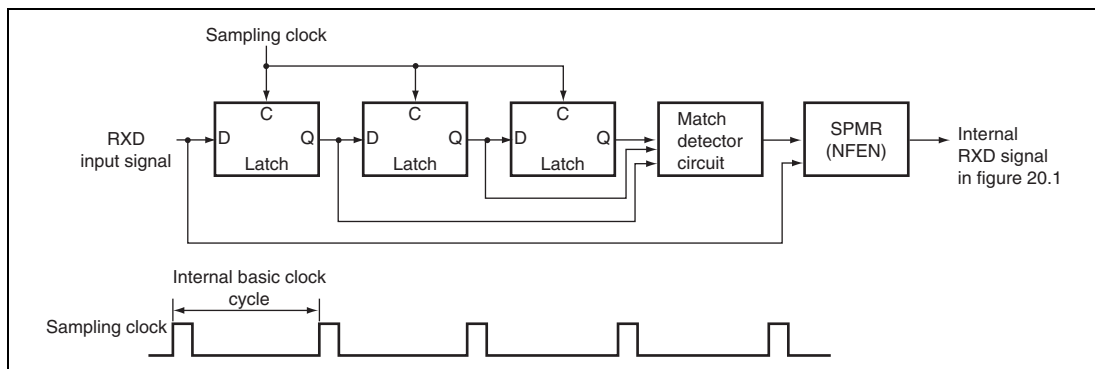 Sampling clock
C
C
C
RXD
input signal
D
Q
Latch
D
Q
Latch
D
Q
Latch
Match
detector
circuit
SPMR
(NFEN)
Internal
RXD signal
in figure 20.1
Internal basic clock
cycle
Sampling clock